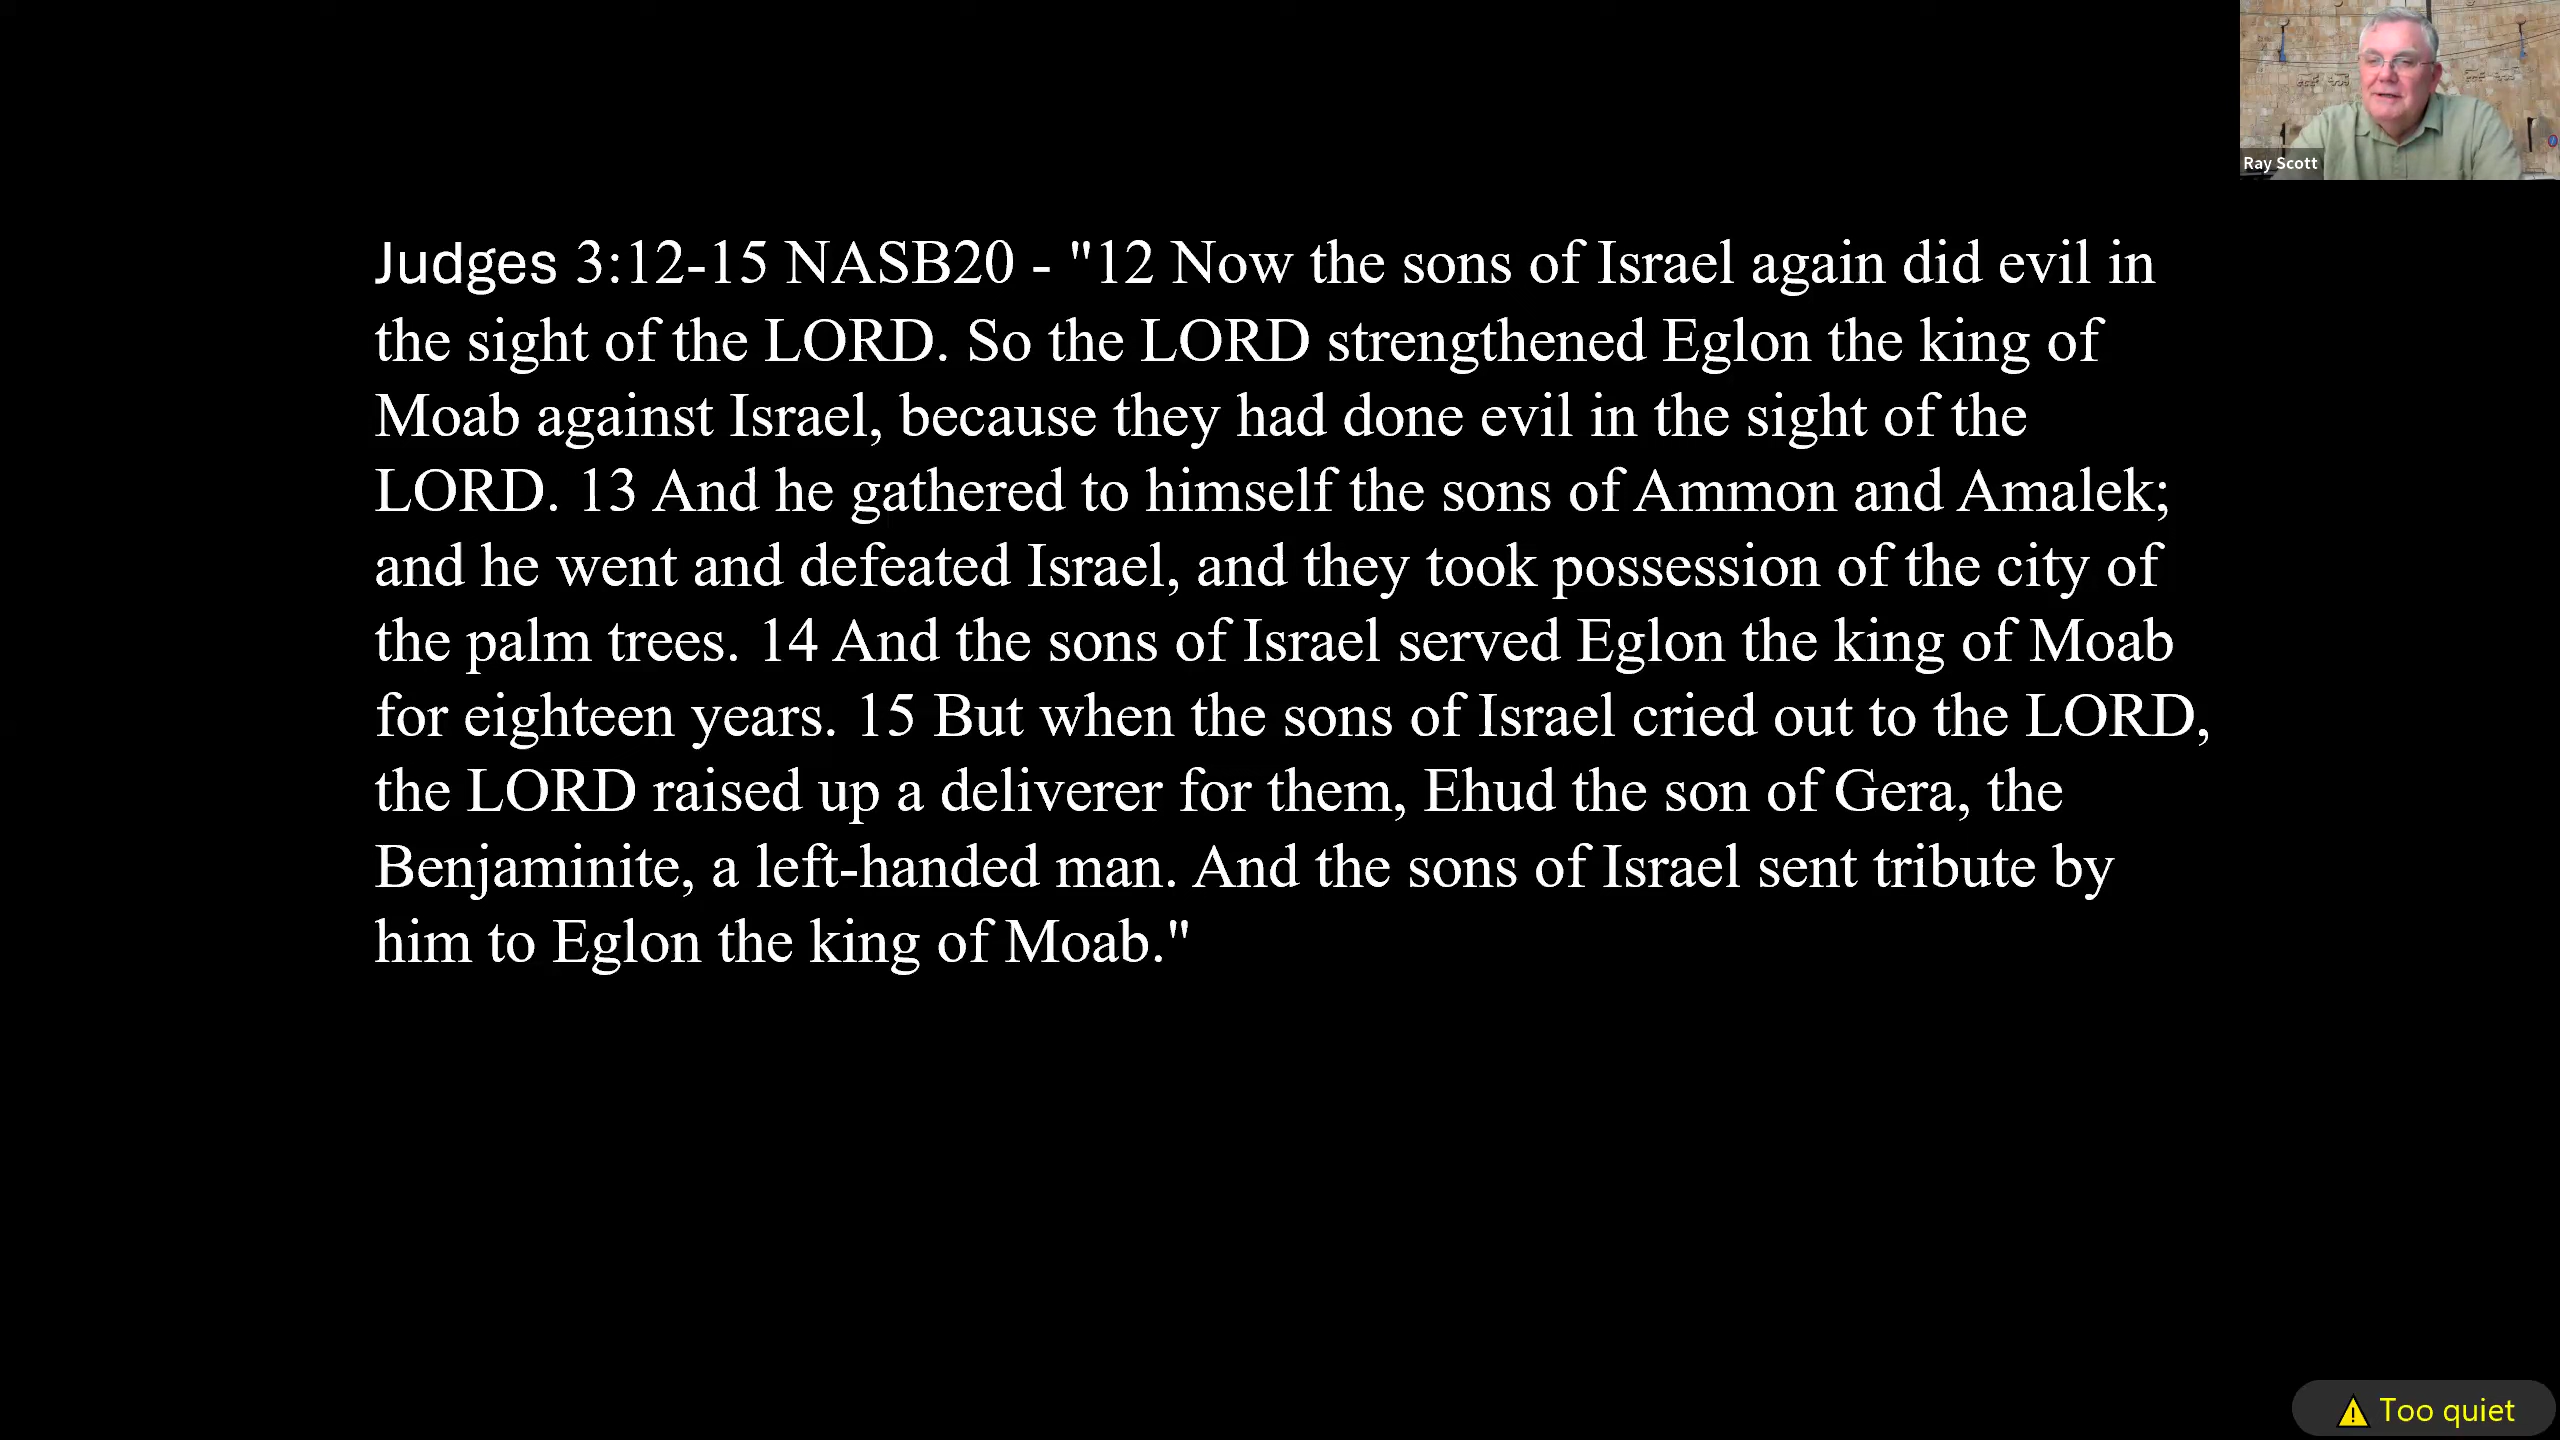 Ray Scott
Judges 3:12-15 NASB20 - "12 Now the sons of Israel again did evil in
the sight of the LORD. So the LORD strengthened Eglon the king of
Moab against Israel, because they had done evil in the sight of the
LORD. 13 And he gathered to himself the sons of Ammon and Amalek;
and he went and defeated Israel, and they took possession of the city of
the palm trees. 14 And the sons of Israel served Eglon the king of Moab
for eighteen years. 15 But when the sons of Israel cried out to the LORD,
the LORD raised up a deliverer for them, Ehud the son of Gera, the
Benjaminite, a left-handed man. And the sons of Israel sent tribute by
him to Eglon the king of Moab."
Too quiet